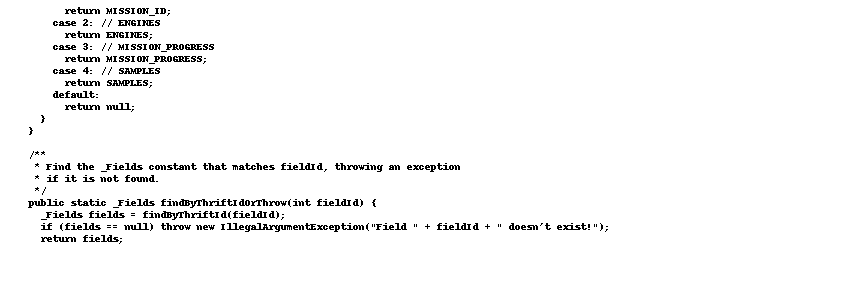 return MISSION_ID;
case 2: // ENGINES
return ENGINES;
case 3: // MISSION_PROGRESS
return MISSION_PROGRESS;
case 4: // SAMPLES
return SAMPLES;
default:
return null;
}
}
/**
* Find the _Fields constant that matches fieldId, throwing an exception
* if it is not found.
*/
public static _Fields findByThriftIdOrThrow(int fieldId) {
_Fields fields = findByThriftId(fieldId);
if (fields == null) throw new IllegalArgumentException("Field " + fieldId + " doesn't exist!");
return fields;